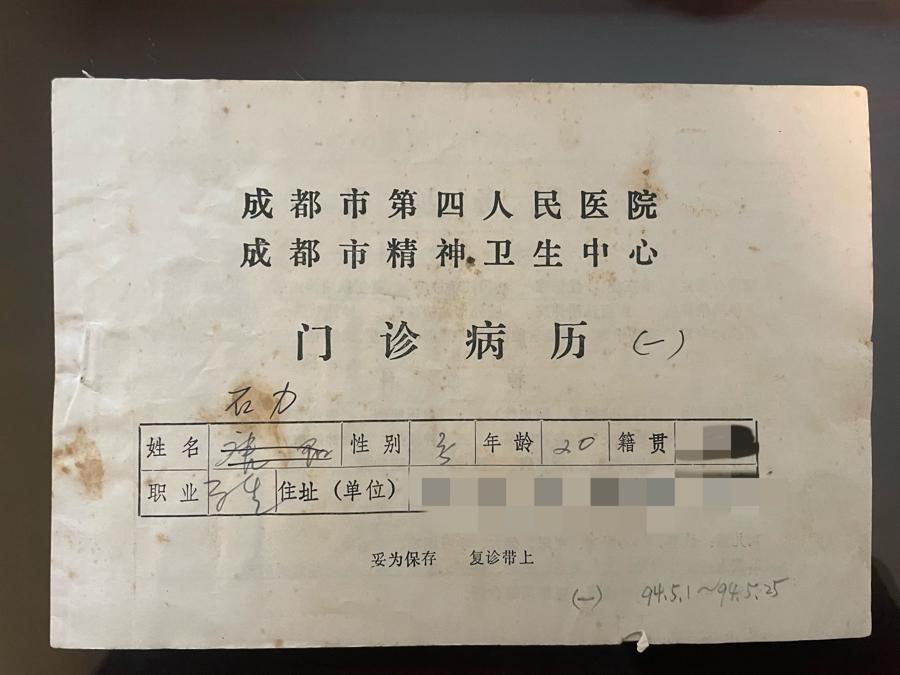 成都市第四人民医院
成都市精神卫生中心
门诊病历 (一)
石力
姓名 性别 年龄 20 籍贯
职业 学生 住址(单位)
妥为保存 复诊带上
(一) 94.5.1~94.5.25